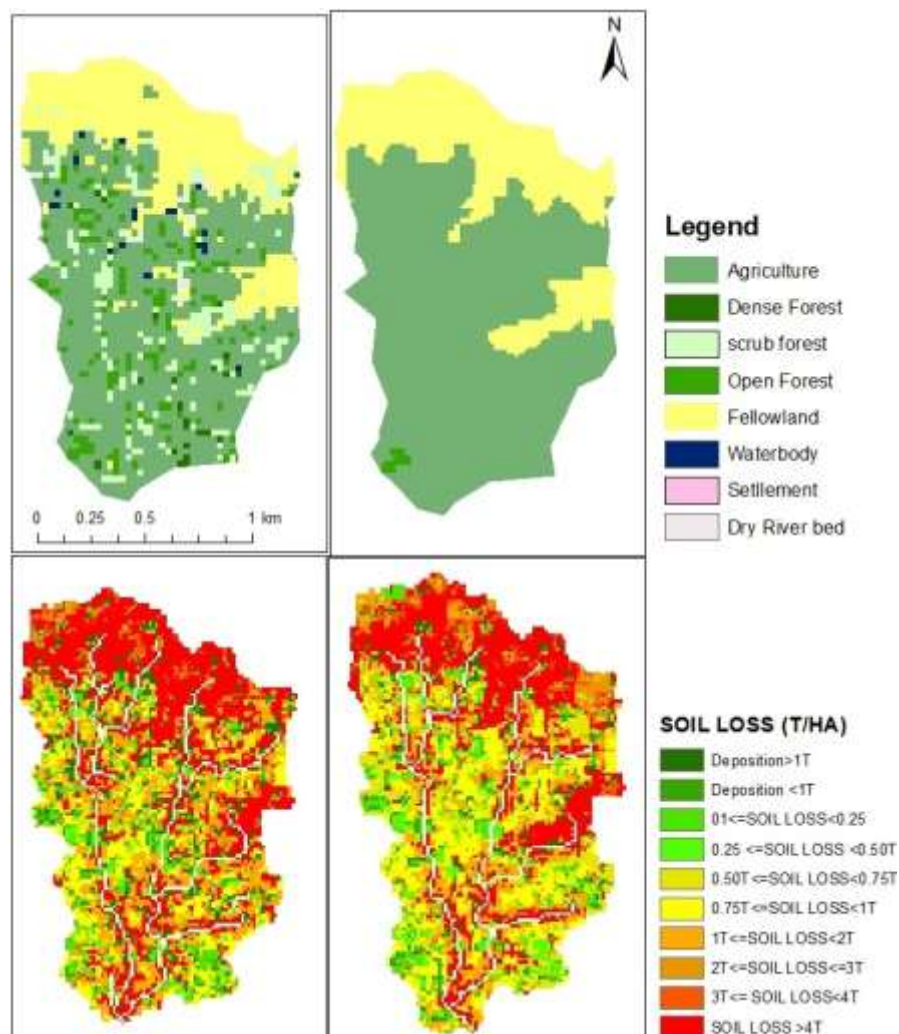 N
Legend
Agriculture
Dense Forest
scrub forest
Open Forest
Fellowland
Waterbody
Setllement
Dry River bed
0 0.25 0.5 1 km
SOIL LOSS (T/HA)
Deposition>1T
Deposition <1T
01<=SOIL LOSS<0.25
0.25 <=SOIL LOSS <0.50T
0.50T <=SOIL LOSS<0.75T
0.75T <=SOIL LOSS<1T
1T<=SOIL LOSS<2T
2T<=SOIL LOSS<=3T
3T<= SOIL LOSS<4T
SOIL LOSS >4T